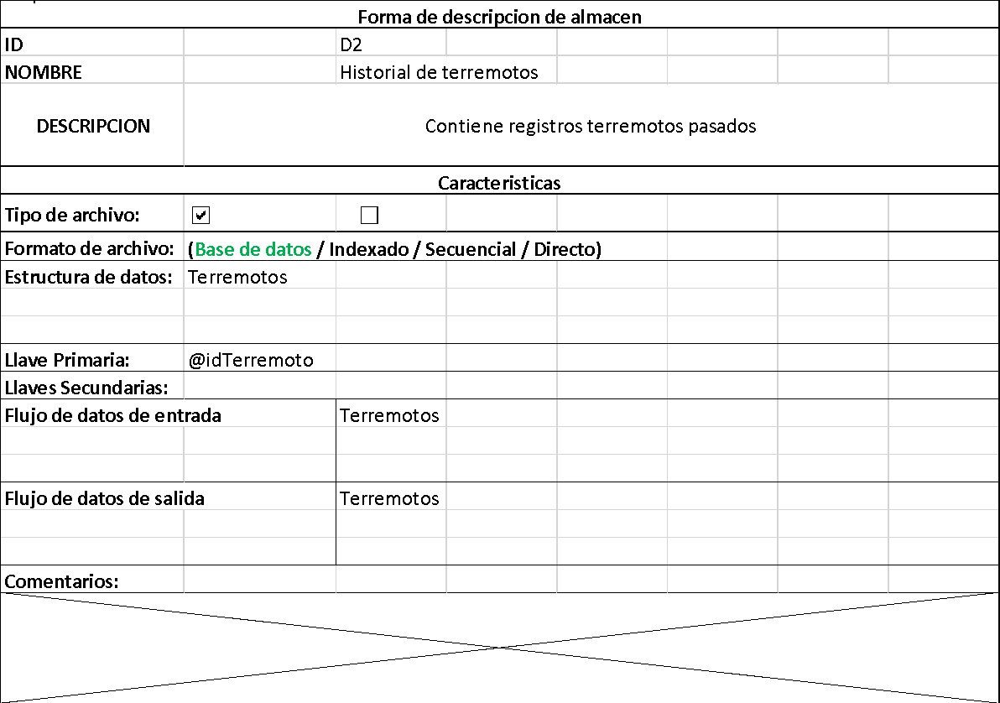 Forma de descripcion de almacen
ID D2
NOMBRE Historial de terremotos
DESCRIPCION Contiene registros terremotos pasados
Caracteristicas
Tipo de archivo:
Formato de archivo: (Base de datos / Indexado / Secuencial / Directo)
Estructura de datos: Terremotos
Llave Primaria: @idTerremoto
Llaves Secundarias:
Flujo de datos de entrada Terremotos
Flujo de datos de salida Terremotos
Comentarios: